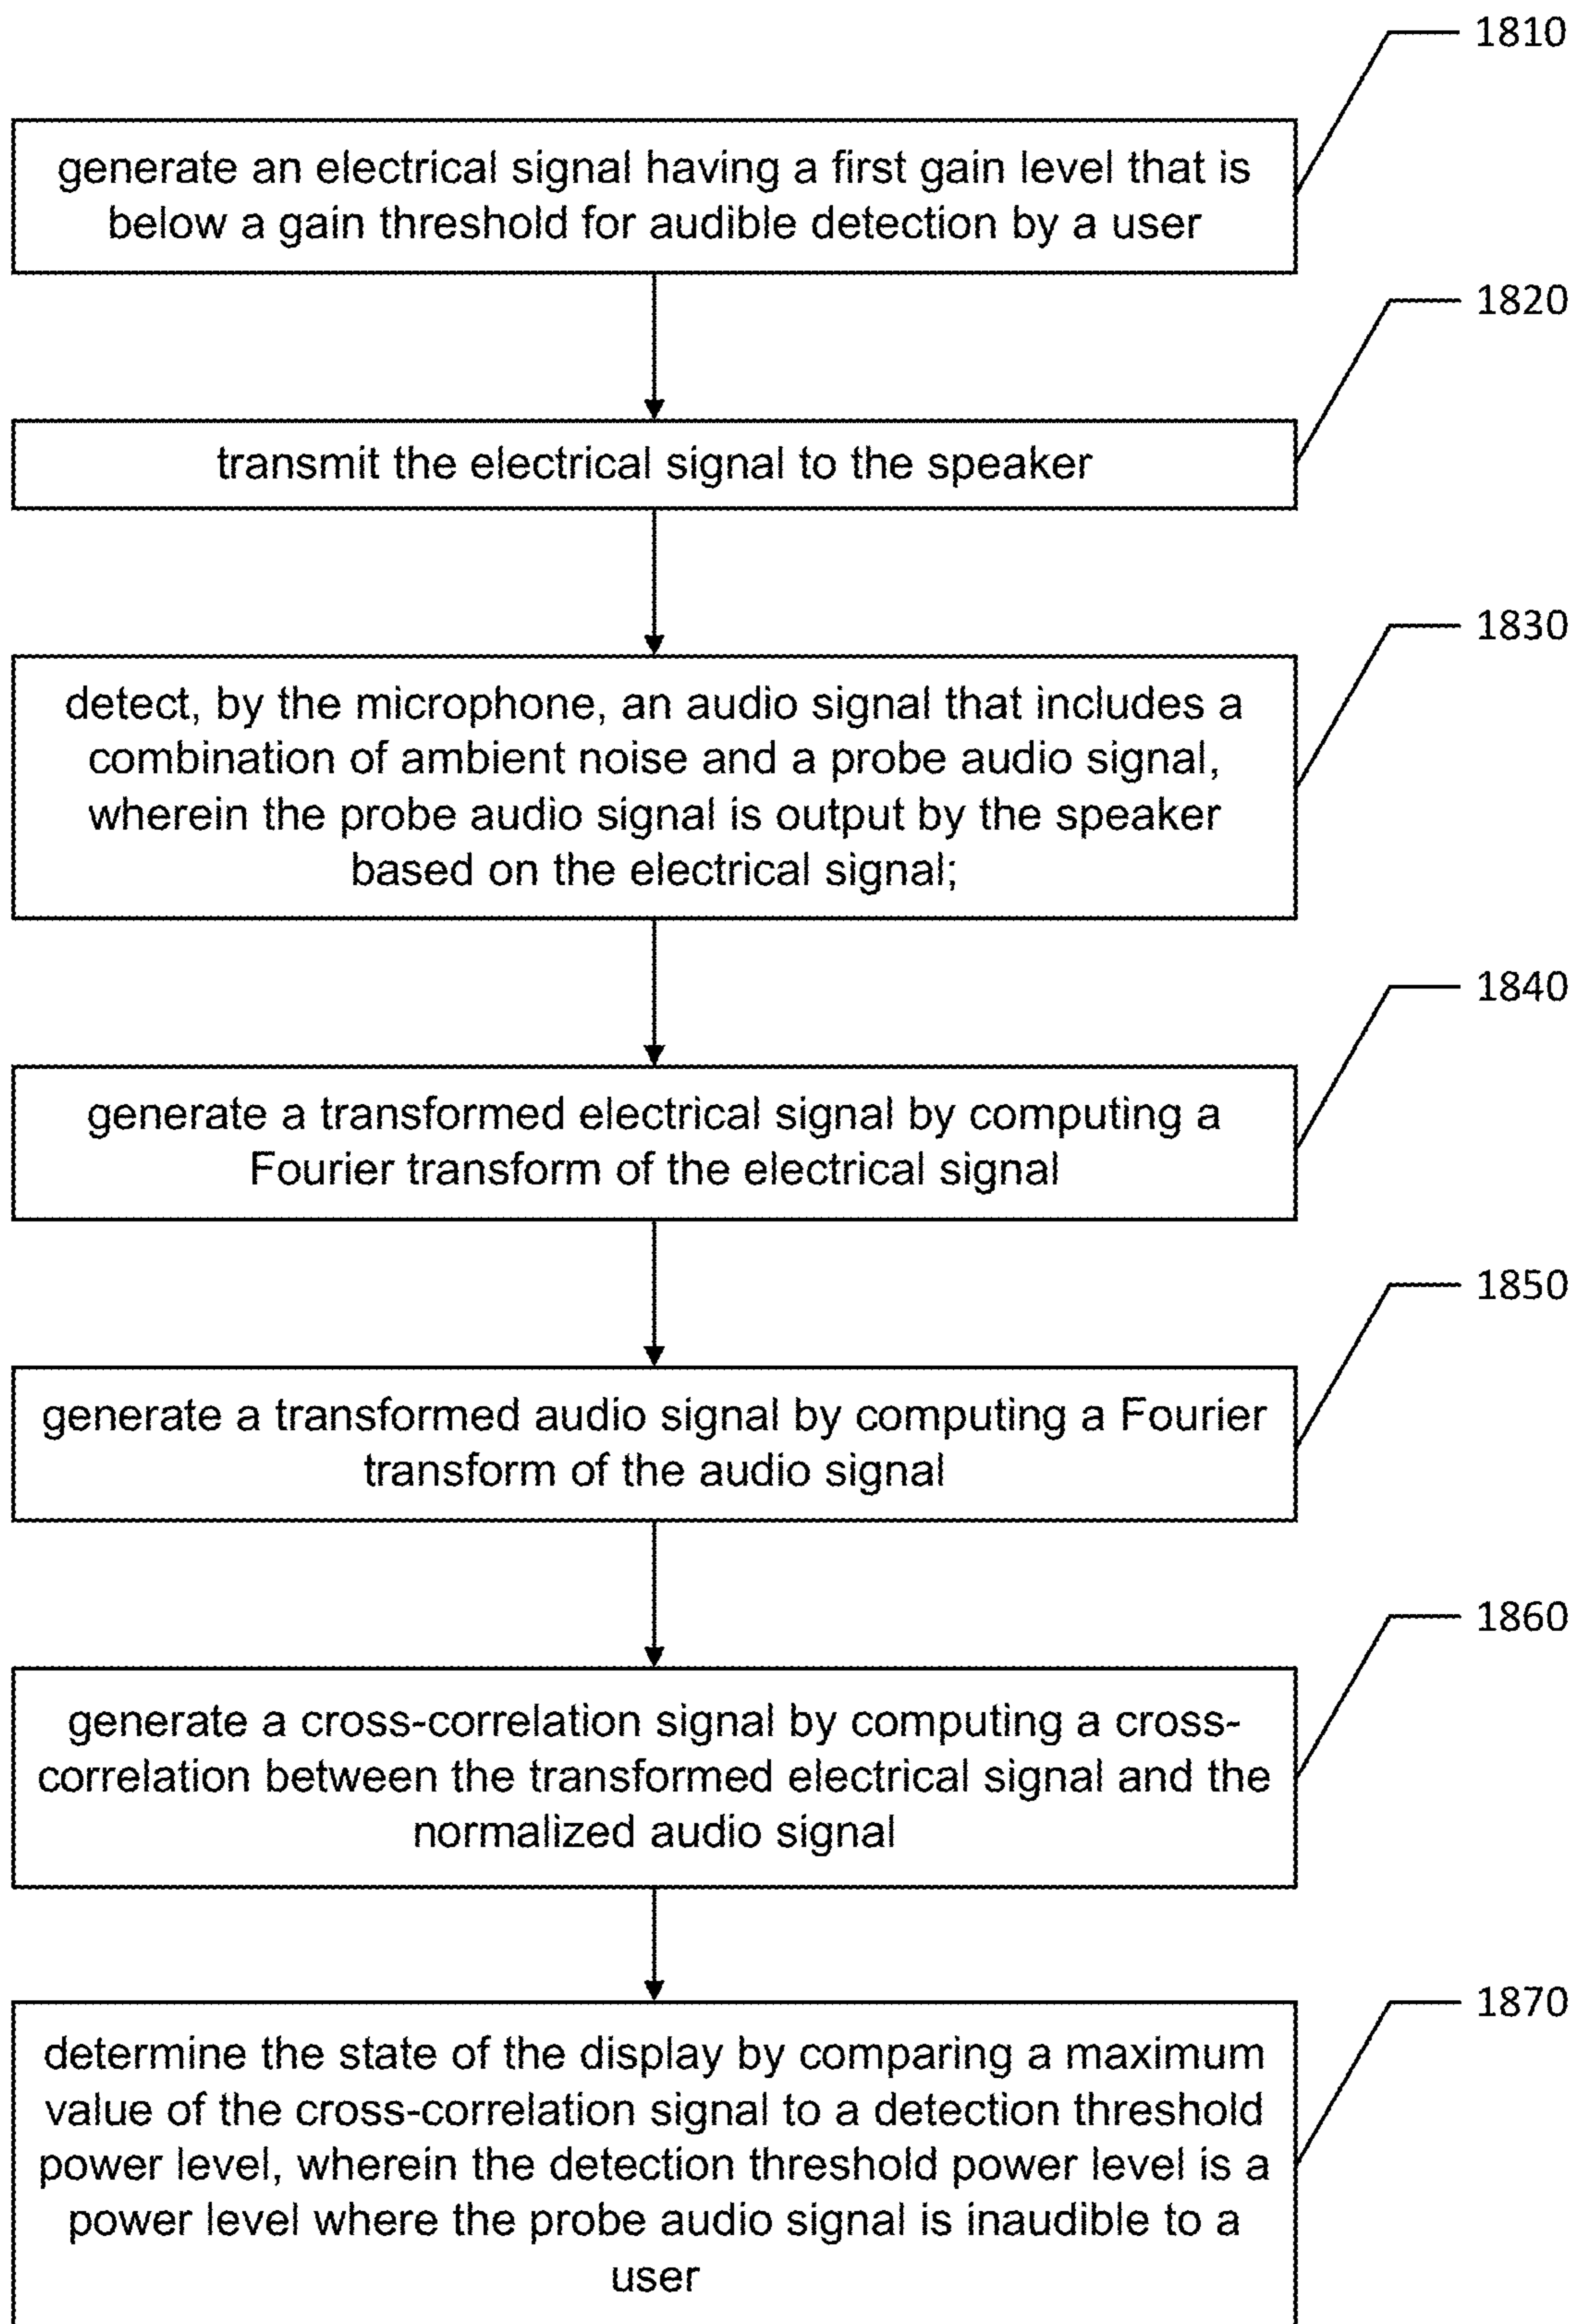 1810
generate an electrical signal having a first gain level that is
below a gain threshold for audible detection by a user
1820
transmit the electrical signal to the speaker
1830
detect, by the microphone, an audio signal that includes a
combination of ambient noise and a probe audio signal,
wherein the probe audio signal is output by the speaker
based on the electrical signal;
1840
generate a transformed electrical signal by computing a
Fourier transform of the electrical signal
1850
generate a transformed audio signal by computing a Fourier
transform of the audio signal
1860
generate a cross-correlation signal by computing a cross-
correlation between the transformed electrical signal and the
normalized audio signal
1870
determine the state of the display by comparing a maximum
value of the cross-correlation signal to a detection threshold
power level, wherein the detection threshold power level is a
power level where the probe audio signal is inaudible to a
user